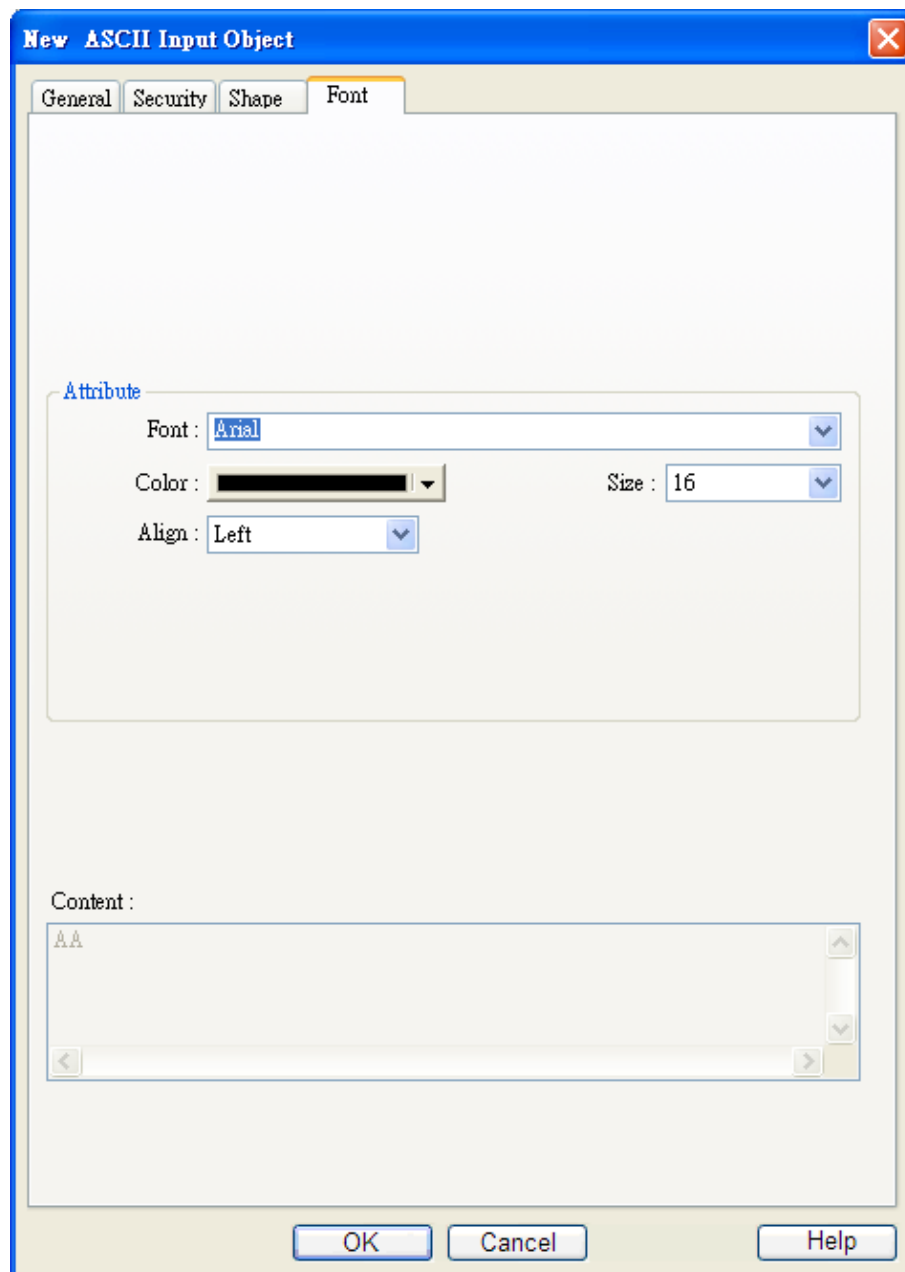 New ASCII Input Object
General Security Shape Font
Attribute
Font : Arial
Color : Size : 16
Align : Left
Content :
AA
OK Cancel Help